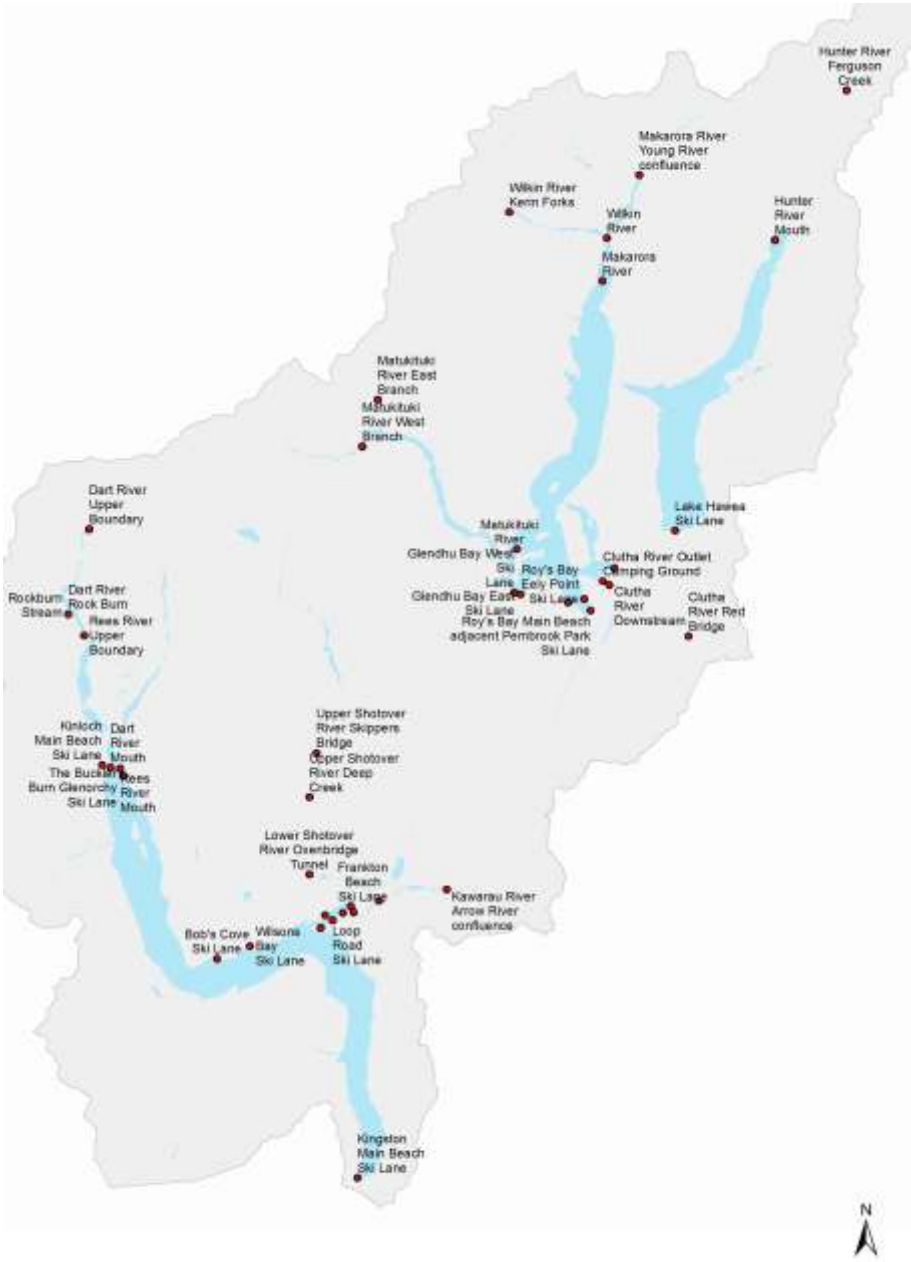 Hunter River
Ferguson
Creek
Makarora River
Young River
confluence
Wilkin River
Kerin Forks
Wilkin
River
Hunter
River
Mouth
Makarora
River
Matukituki
River East
Branch
Matukituki
River West
Branch
Dart River
Upper
Boundary
Lake Hawea
Ski Lane
Matukituki
River
Glendhu Bay West
Ski
Lane
Clutha River Outlet
Camping Ground
Roy's Bay
Eely Point
Ski Lane
Glendhu Bay East
Ski Lane
Clutha
River
Downstream
Clutha
River Red
Bridge
Roy's Bay Main Beach
adjacent Pembrook Park
Ski Lane
Rockburn
Stream
Dart River
Rock Burn
Rees River
Upper
Boundary
Kinloch
Main Beach
Ski Lane
Dart
River
Mouth
The Buckler
Burn Glenorchy
Ski Lane
Rees
River
Mouth
Upper Shotover
River Skippers
Bridge
Upper Shotover
River Deep
Creek
Lower Shotover
River Oxenbridge
Tunnel
Frankton
Beach
Ski Lane
Kawarau River
Arrow River
confluence
Bob's Cove
Ski Lane
Wilsons
Bay
Ski Lane
Loop
Road
Ski Lane
Kingston
Main Beach
Ski Lane
N